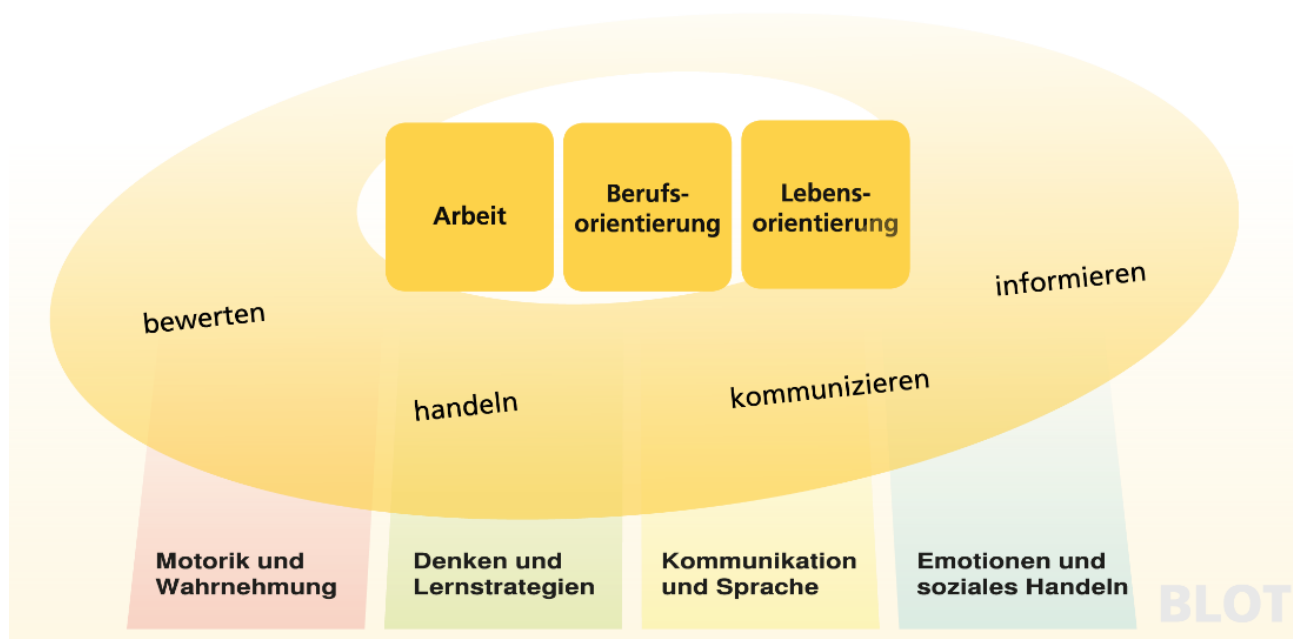 Arbeit
Berufs-
orientierung
Lebens-
orientierung
informieren
bewerten
kommunizieren
handeln
Motorik und
Wahrnehmung
Denken und
Lernstrategien
Kommunikation
und Sprache
Emotionen und
soziales Handeln
BLOT